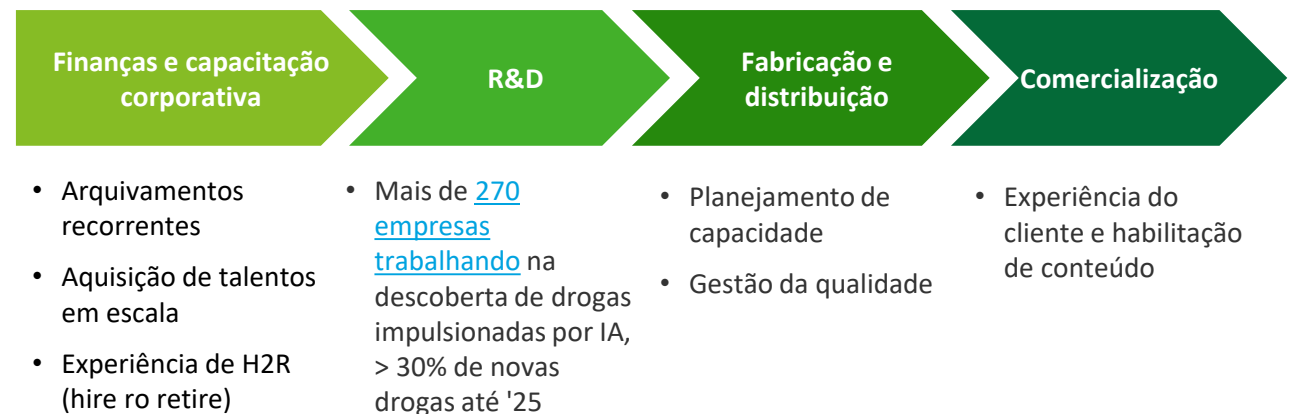 Finanças e capacitação
corporativa
R&D
Fabricação e
distribuição
Comercialização
• Arquivamentos
recorrentes
• Aquisição de talentos
em escala
• Experiência de H2R
(hire ro retire)
• Mais de 270
empresas
trabalhando na
descoberta de drogas
impulsionadas por IA,
> 30% de novas
drogas até '25
• Planejamento de
capacidade
• Gestão da qualidade
• Experiência do
cliente e habilitação
de conteúdo